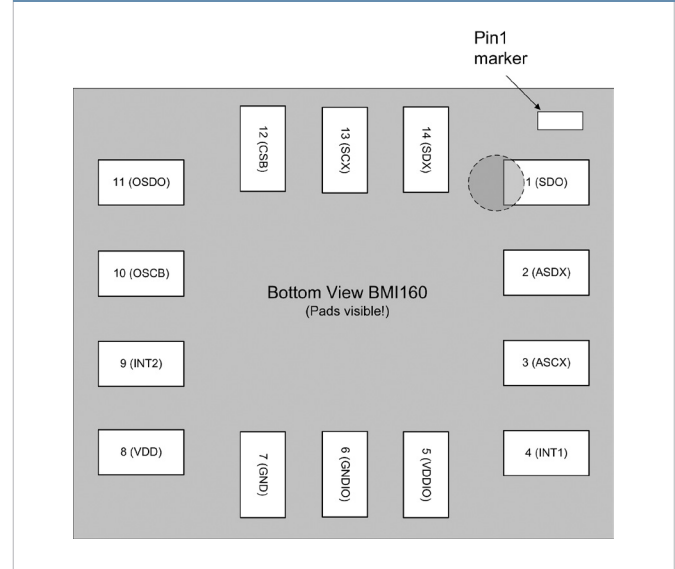 Pin1
marker
12 (CSB)
13 (SCX)
14 (SDX)
11 (OSDO)
1 (SDO)
10 (OSCB)
2 (ASDX)
Bottom View BMI160
(Pads visible!)
9 (INT2)
3 (ASCX)
8 (VDD)
4 (INT1)
7 (GND)
6 (GNDIO)
5 (VDDIO)